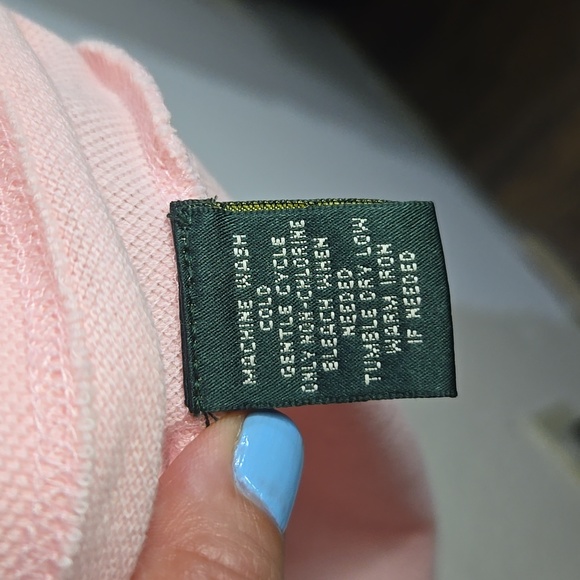 MACHINE WASH
COLD
GENTLE CYCLE
ONLY NON-CHLORINE
BLEACH WHEN
NEEDED
TUMBLE DRY LOW
WARM IRON
IF NEEDED